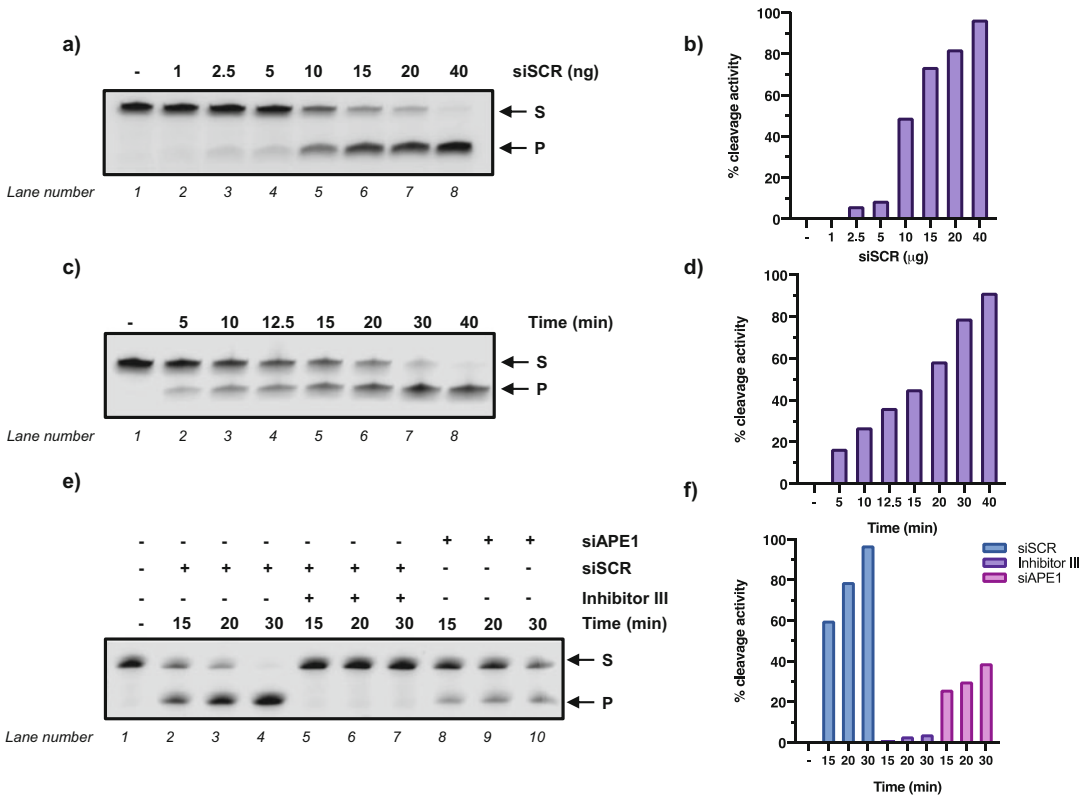 a)
- 1 2.5 5 10 15 20 40 siSCR (ng)
S
P
Lane number 1 2 3 4 5 6 7 8
b)
% cleavage activity
100
80
60
40
20
0
- 1 2.5 5 10 15 20 40
siSCR (μg)
c)
- 5 10 12.5 15 20 30 40 Time (min)
S
P
Lane number 1 2 3 4 5 6 7 8
d)
% cleavage activity
100
80
60
40
20
0
- 5 10 12.5 15 20 30 40
Time (min)
e)
- - - - - - - + + + siAPE1
- + + + + + + - - - siSCR
- - - - + + + - - - Inhibitor III
- 15 20 30 15 20 30 15 20 30 Time (min)
S
P
Lane number 1 2 3 4 5 6 7 8 9 10
f)
% cleavage activity
100
80
60
40
20
0
- 15 20 30 15 20 30 15 20 30
Time (min)
siSCR
Inhibitor III
siAPE1